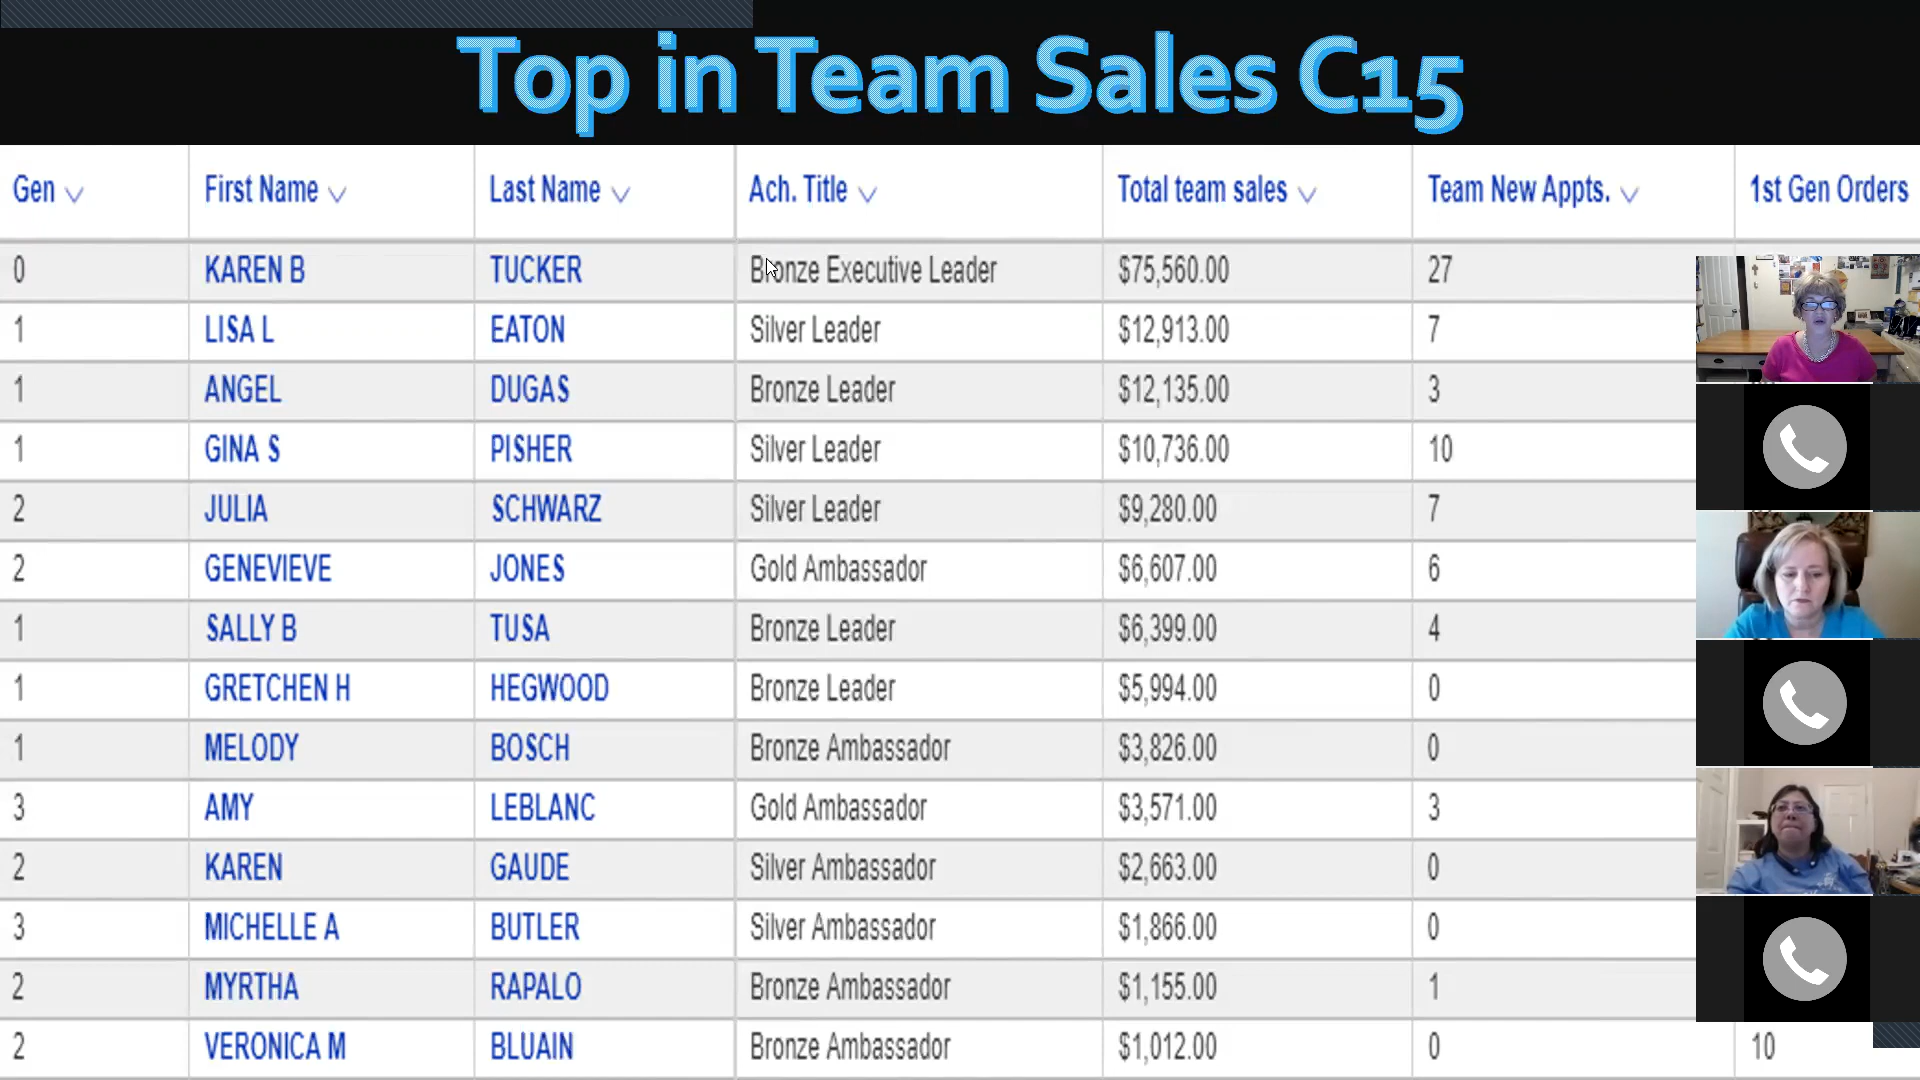 Top in Team Sales C15
Gen First Name Last Name Ach. Title Total team sales Team New Appts. 1st Gen Orders
0 KAREN B TUCKER Bronze Executive Leader $75,560.00 27
1 LISA L EATON Silver Leader $12,913.00 7
1 ANGEL DUGAS Bronze Leader $12,135.00 3
1 GINA S PISHER Silver Leader $10,736.00 10
2 JULIA SCHWARZ Silver Leader $9,280.00 7
2 GENEVIEVE JONES Gold Ambassador $6,607.00 6
1 SALLY B TUSA Bronze Leader $6,399.00 4
1 GRETCHEN H HEGWOOD Bronze Leader $5,994.00 0
1 MELODY BOSCH Bronze Ambassador $3,826.00 0
3 AMY LEBLANC Gold Ambassador $3,571.00 3
2 KAREN GAUDE Silver Ambassador $2,663.00 0
3 MICHELLE A BUTLER Silver Ambassador $1,866.00 0
2 MYRTHA RAPALO Bronze Ambassador $1,155.00 1
2 VERONICA M BLUAIN Bronze Ambassador $1,012.00 0 10